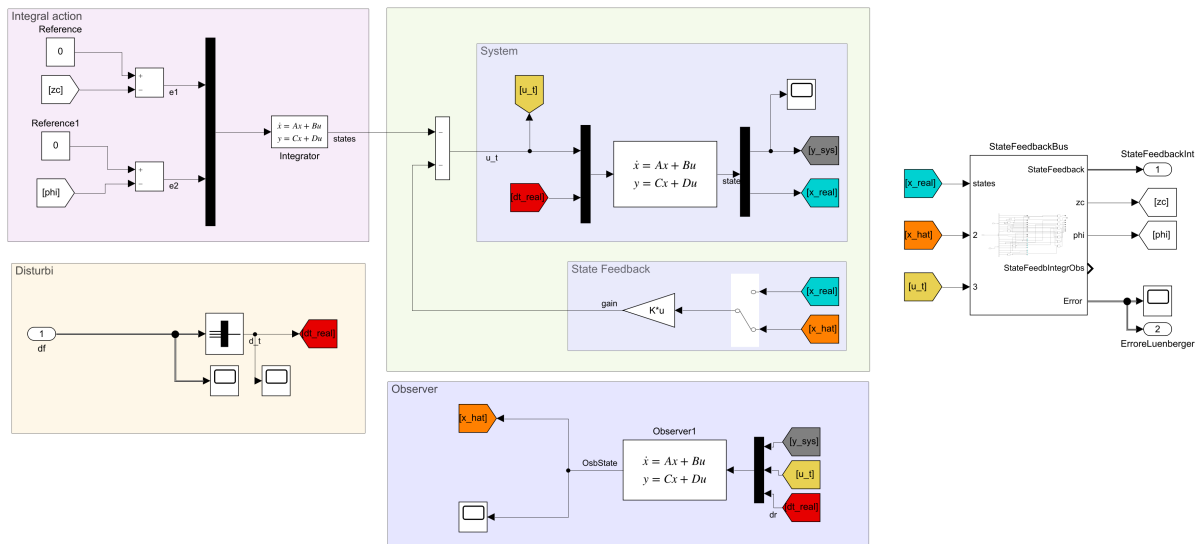 Integral action
Reference
0
[zc]
+
−
e1
Reference1
0
[phi]
+
−
e2
ẋ = Ax + Bu
y = Cx + Du
Integrator
states
−
−
u_t
System
[u_t]
[dt_real]
ẋ = Ax + Bu
y = Cx + Du
state
[y_sys]
[x_real]
State Feedback
gain
K*u
[x_real]
[x_hat]
Disturbi
1
df
d_t
[dt_real]
Observer
[x_hat]
OsbState
Observer1
ẋ = Ax + Bu
y = Cx + Du
[y_sys]
[u_t]
[dt_real]
dr
StateFeedbackBus
[x_real]
states
[x_hat]
2
[u_t]
3
StateFeedback
zc
phi
StateFeedbIntegrObs
Error
StateFeedbackInt
1
[zc]
[phi]
2
ErroreLuenberger